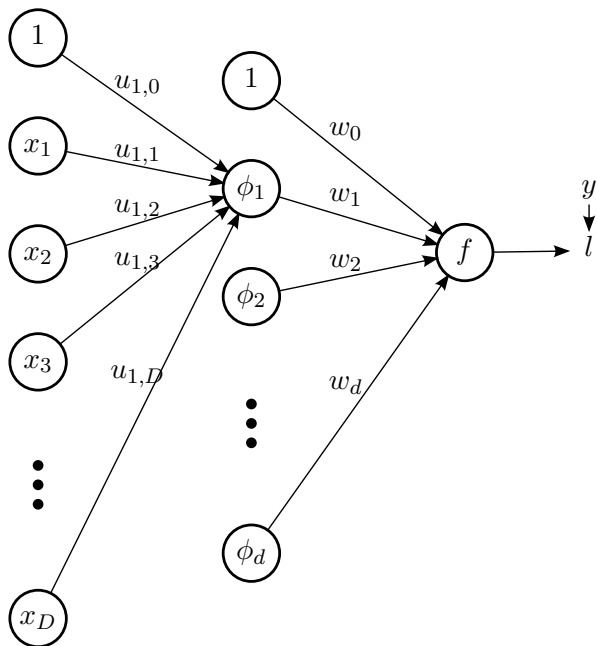 1
x_1
x_2
x_3
x_D
u_{1,0}
u_{1,1}
u_{1,2}
u_{1,3}
u_{1,D}
1
ϕ_1
ϕ_2
ϕ_d
w_0
w_1
w_2
w_d
f
y
l